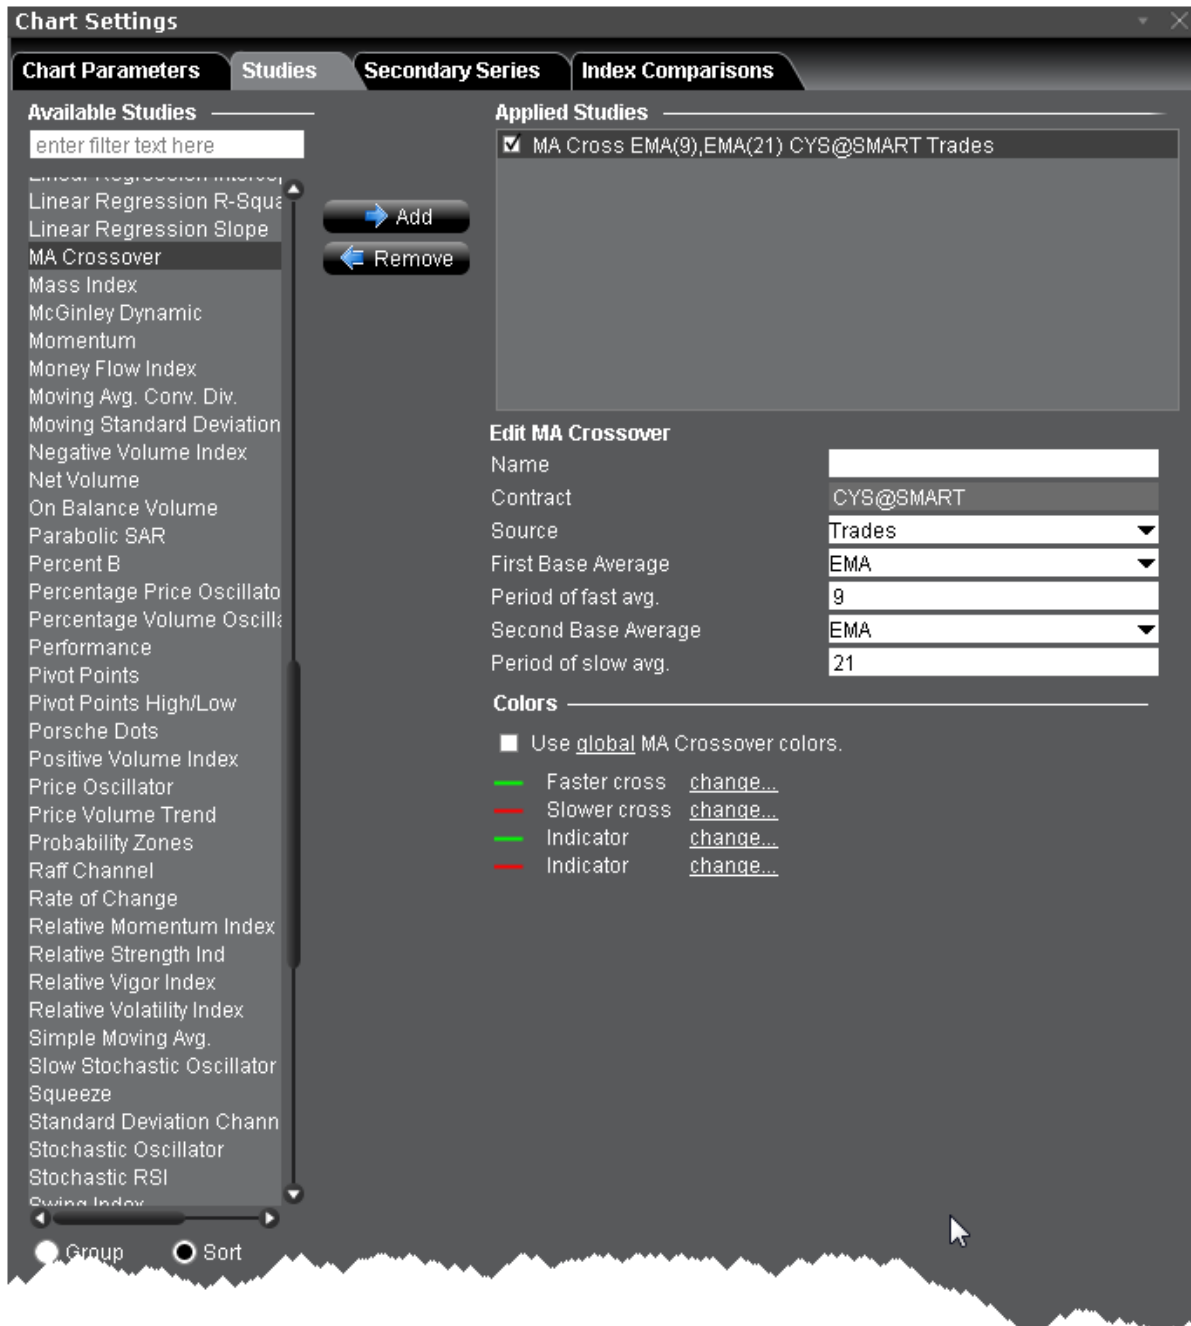 Chart Settings
Chart Parameters Studies Secondary Series Index Comparisons
Available Studies
enter filter text here
Linear Regression R-Squa
Linear Regression Slope
MA Crossover
Mass Index
McGinley Dynamic
Momentum
Money Flow Index
Moving Avg. Conv. Div.
Moving Standard Deviation
Negative Volume Index
Net Volume
On Balance Volume
Parabolic SAR
Percent B
Percentage Price Oscillato
Percentage Volume Oscilla
Performance
Pivot Points
Pivot Points High/Low
Porsche Dots
Positive Volume Index
Price Oscillator
Price Volume Trend
Probability Zones
Raff Channel
Rate of Change
Relative Momentum Index
Relative Strength Ind
Relative Vigor Index
Relative Volatility Index
Simple Moving Avg.
Slow Stochastic Oscillator
Squeeze
Standard Deviation Chann
Stochastic Oscillator
Stochastic RSI
Swing Index
Group Sort
Add
Remove
Applied Studies
MA Cross EMA(9),EMA(21) CYS@SMART Trades
Edit MA Crossover
Name
Contract CYS@SMART
Source Trades
First Base Average EMA
Period of fast avg. 9
Second Base Average EMA
Period of slow avg. 21
Colors
Use global MA Crossover colors.
Faster cross change...
Slower cross change...
Indicator change...
Indicator change...